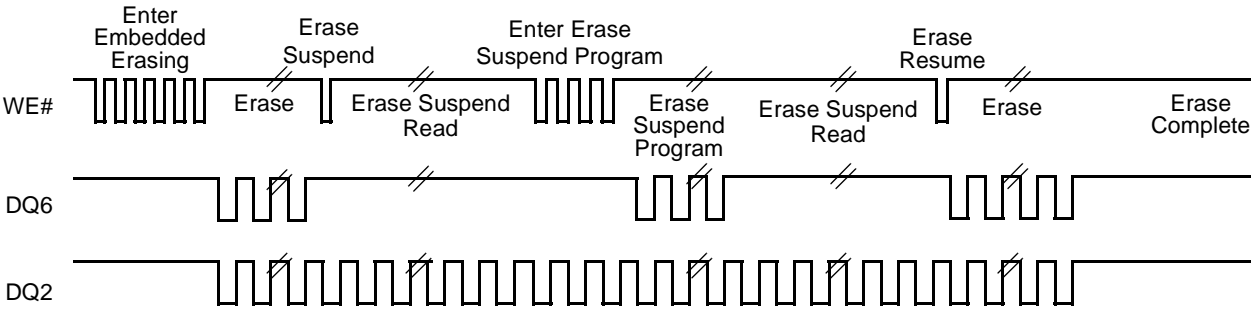 Enter
Embedded
Erasing
Erase
Suspend
Enter Erase
Suspend Program
Erase
Resume
WE#
Erase
Erase Suspend
Read
Erase
Suspend
Program
Erase Suspend
Read
Erase
Erase
Complete
DQ6
DQ2